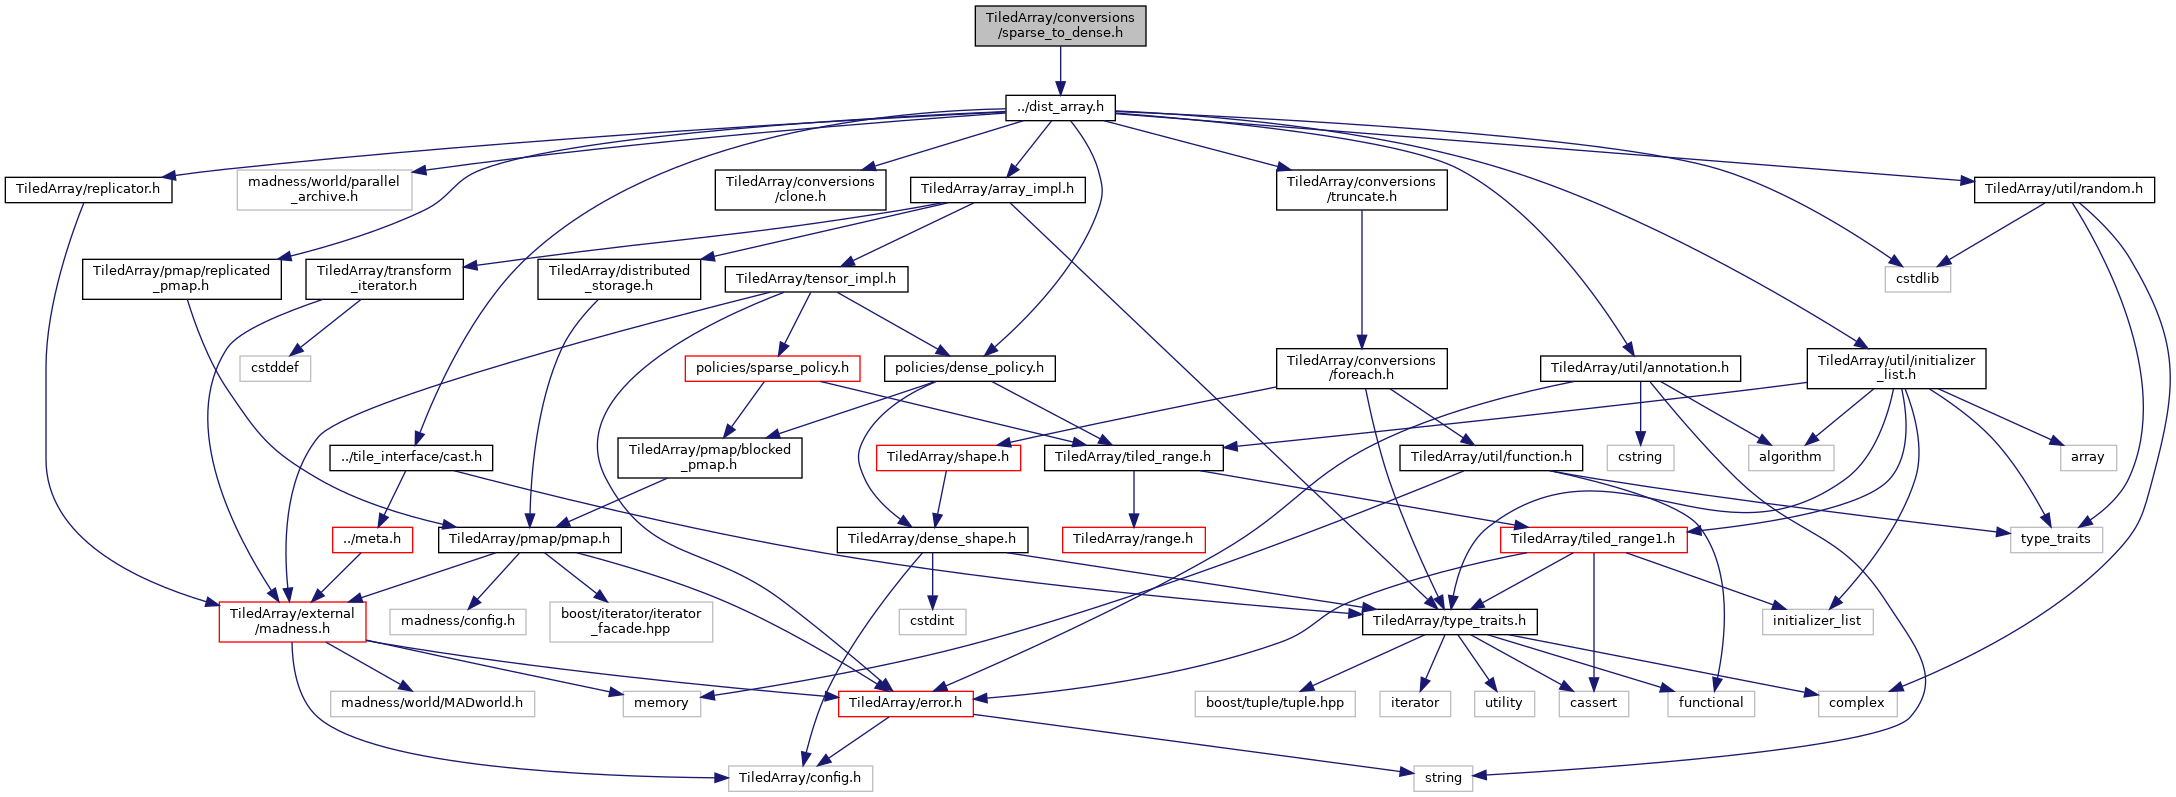 TiledArray/conversions
/sparse_to_dense.h
../dist_array.h
TiledArray/replicator.h
madness/world/parallel
_archive.h
TiledArray/conversions
/clone.h
TiledArray/array_impl.h
TiledArray/conversions
/truncate.h
TiledArray/util/random.h
TiledArray/pmap/replicated
_pmap.h
TiledArray/transform
_iterator.h
TiledArray/distributed
_storage.h
TiledArray/tensor_impl.h
cstdlib
cstddef
policies/sparse_policy.h
policies/dense_policy.h
TiledArray/conversions
/foreach.h
TiledArray/util/annotation.h
TiledArray/util/initializer
_list.h
../tile_interface/cast.h
TiledArray/pmap/blocked
_pmap.h
TiledArray/shape.h
TiledArray/tiled_range.h
TiledArray/util/function.h
cstring
algorithm
array
../meta.h
TiledArray/pmap/pmap.h
TiledArray/dense_shape.h
TiledArray/range.h
TiledArray/tiled_range1.h
type_traits
TiledArray/external
/madness.h
madness/config.h
boost/iterator/iterator
_facade.hpp
cstdint
TiledArray/type_traits.h
initializer_list
madness/world/MADworld.h
memory
TiledArray/error.h
boost/tuple/tuple.hpp
iterator
utility
cassert
functional
complex
TiledArray/config.h
string